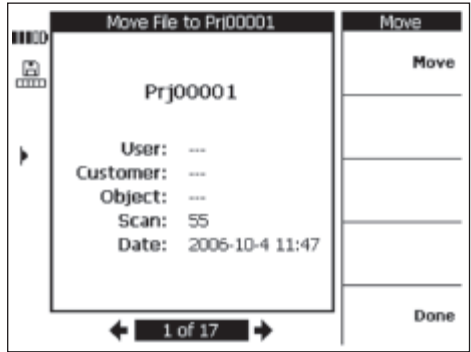 Move File to Prj00001
Move
Move
Prj00001
User: ---
Customer: ---
Object: ---
Scan: 55
Date: 2006-10-4 11:47
1 of 17
Done